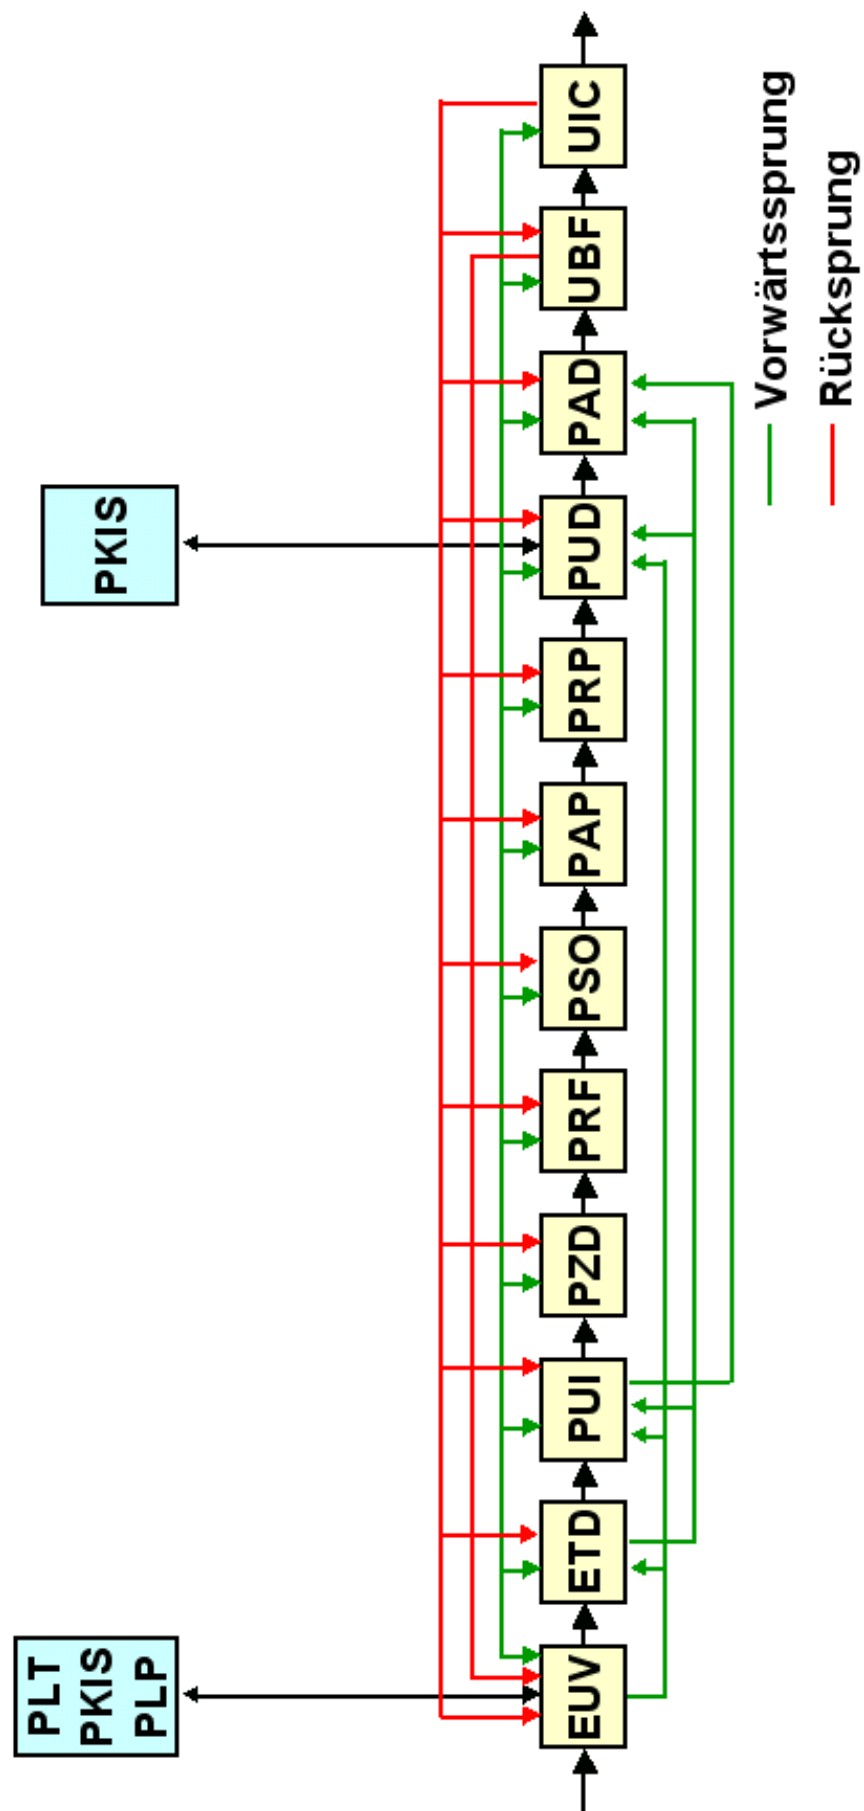 PLT
PKIS
PLP
PKIS
EUV
ETD
PUI
PZD
PRF
PSO
PAP
PRP
PUD
PAD
UBF
UIC
Vorwärtssprung
Rücksprung